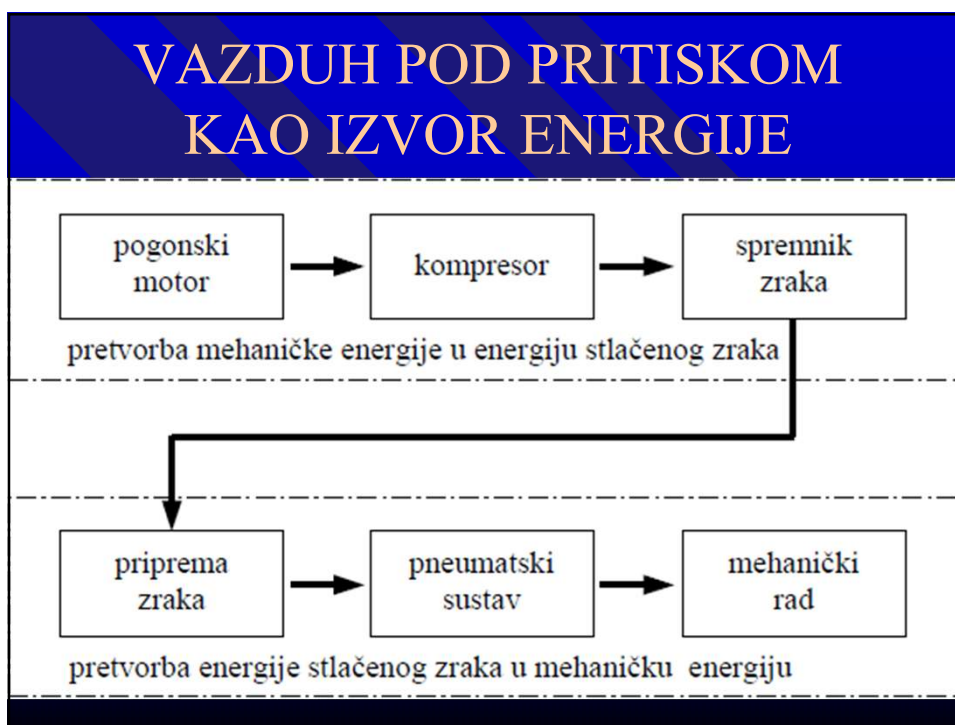 VAZDUH POD PRITISKOM
KAO IZVOR ENERGIJE
pogonski
motor
kompresor
spremnik
zraka
pretvorba mehaničke energije u energiju stlačenog zraka
priprema
zraka
pneumatski
sustav
mehanički
rad
pretvorba energije stlačenog zraka u mehaničku energiju